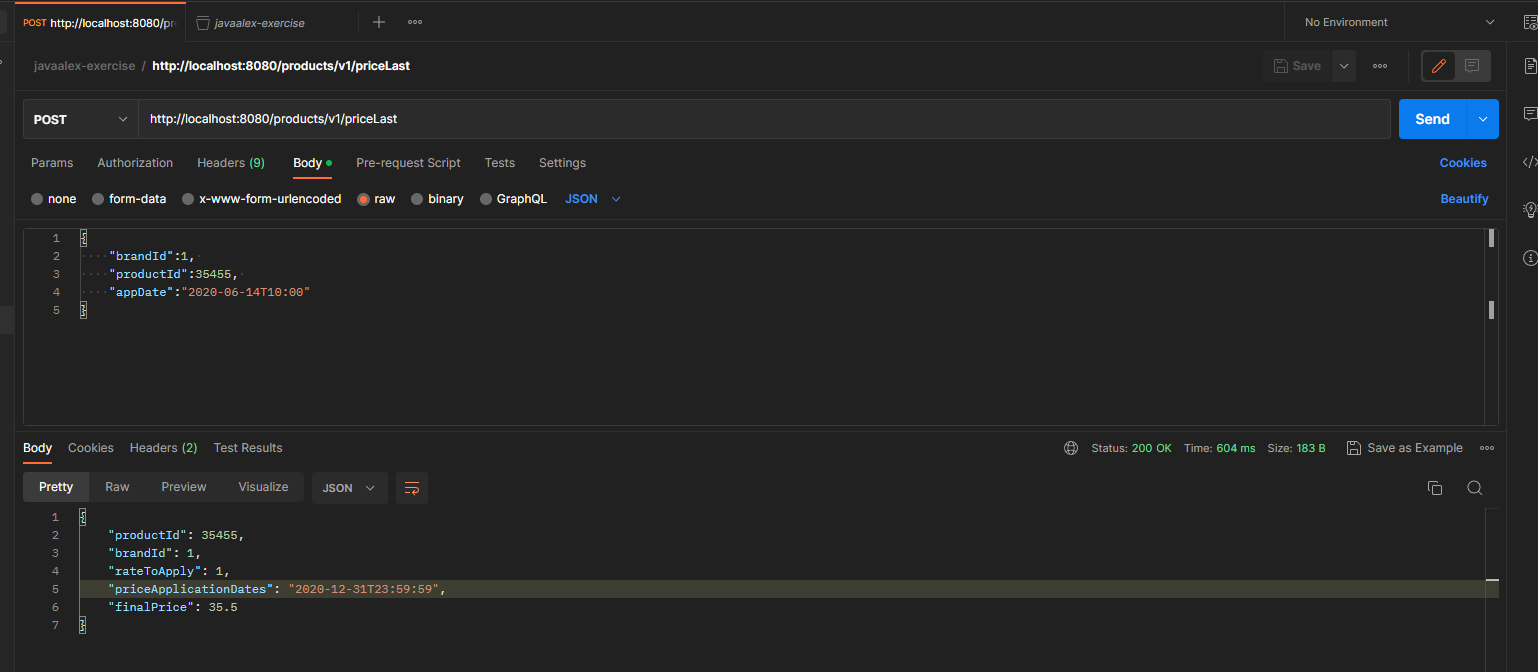 POST http://localhost:8080/pr
javaalex-exercise
No Environment
javaalex-exercise / http://localhost:8080/products/v1/priceLast
Save
POST
http://localhost:8080/products/v1/priceLast
Send
Params Authorization Headers (9) Body Pre-request Script Tests Settings Cookies
none form-data x-www-form-urlencoded raw binary GraphQL JSON Beautify
1 {
2 "brandId":1,
3 "productId":35455,
4 "appDate":"2020-06-14T10:00"
5 }
Body Cookies Headers (2) Test Results Status: 200 OK Time: 604 ms Size: 183 B Save as Example
Pretty Raw Preview Visualize JSON
1 {
2 "productId": 35455,
3 "brandId": 1,
4 "rateToApply": 1,
5 "priceApplicationDates": "2020-12-31T23:59:59",
6 "finalPrice": 35.5
7 }